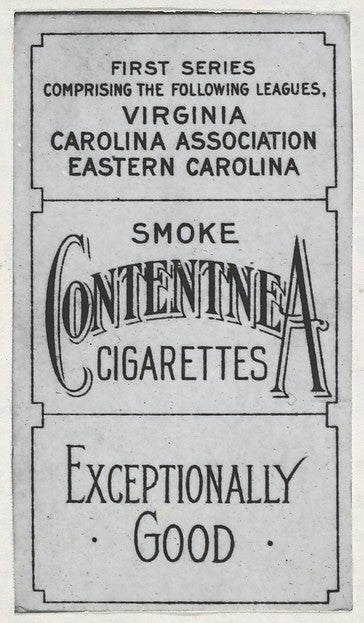 FIRST SERIES
COMPRISING THE FOLLOWING LEAGUES,
VIRGINIA
CAROLINA ASSOCIATION
EASTERN CAROLINA
SMOKE
CONTENTNEA
CIGARETTES
EXCEPTIONALLY
· GOOD ·